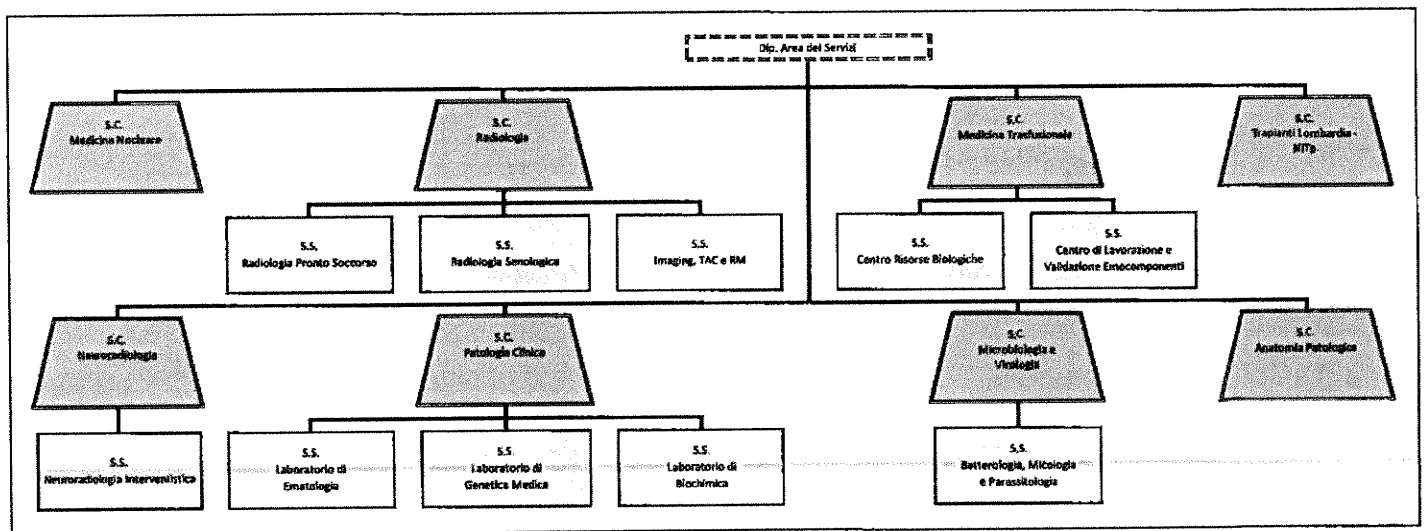 Dip. Area dei Servizi
S.C.
Medicina Nucleare
S.C.
Radiologia
S.C.
Medicina Trasfusionale
S.C.
Trapianti Lombardia -
NITp
S.S.
Radiologia Pronto Soccorso
S.S.
Radiologia Senologica
S.S.
Imaging, TAC e RM
S.S.
Centro Risorse Biologiche
S.S.
Centro di Lavorazione e
Validazione Emocomponenti
S.C.
Neuroradiologia
S.C.
Patologia Clinica
S.C.
Microbiologia e
Virologia
S.C.
Anatomia Patologica
S.S.
Neuroradiologia Interventistica
S.S.
Laboratorio di
Ematologia
S.S.
Laboratorio di
Genetica Medica
S.S.
Laboratorio di
Biochimica
S.S.
Batterologia, Micologia
e Parassitologia